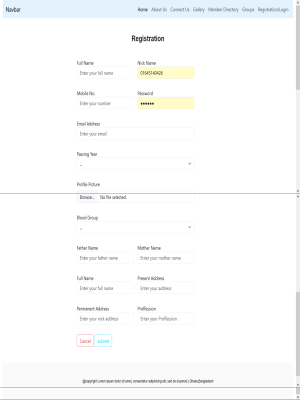 Navbar
Home About Us Connect Us Gallery Member Directory Groups Registration/Login
Registration
Full Name Nick Name
Enter your full name 01645149426
Mobile No. Password
Enter your number ••••••
Email Address
Enter your email
Passing Year
--
Profile Picture
Browse... No file selected.
Blood Group
--
Father Name Mother Name
Enter your father name Enter your mother name
Full Name Present Address
Enter your full name Enter your address
Permanent Address Proffession
Enter your nick address Enter your Proffession
Cancel submit
@copyright Lorem ipsum dolor sit amet, consectetur adipisicing elit, sed do eiusmod | Dhaka,Bangladesh